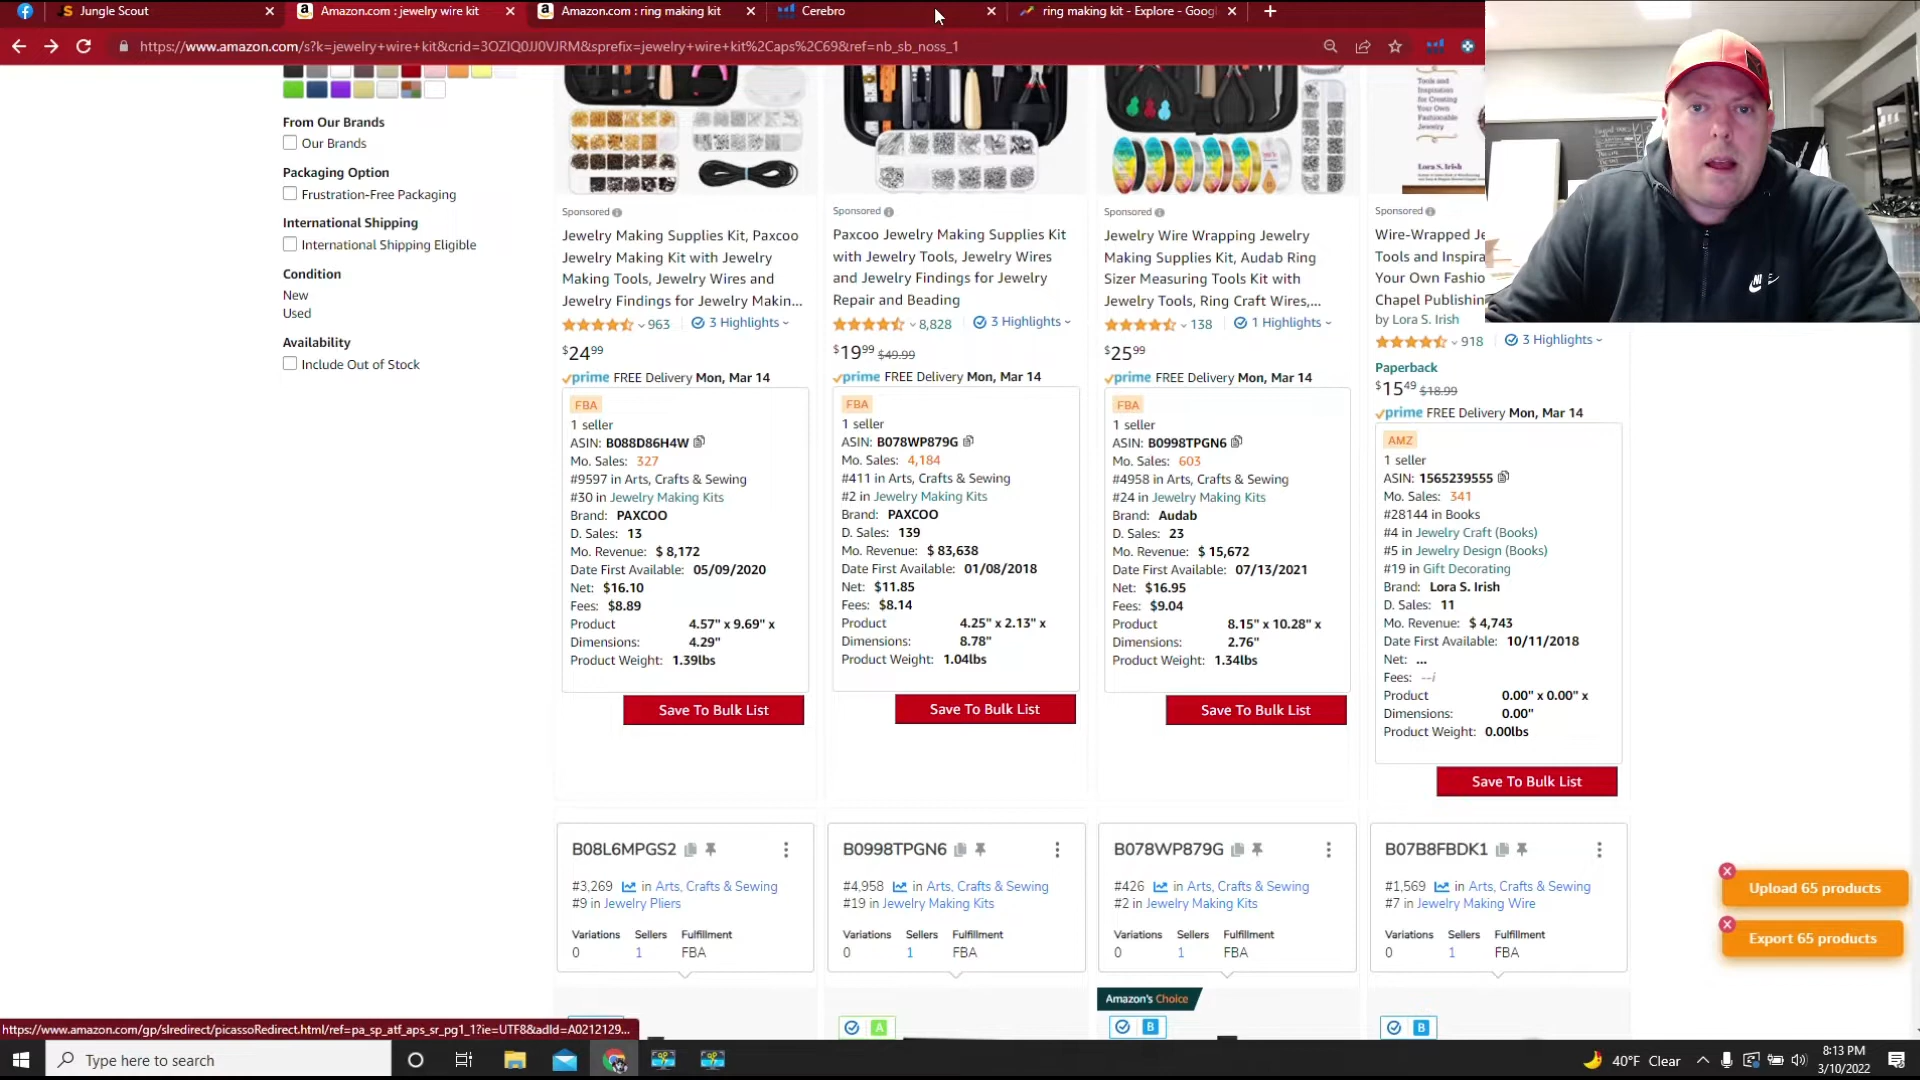 Jungle Scout
Amazon.com : jewelry wire kit
Amazon.com : ring making kit
Cerebro
ring making kit - Explore - Googl
https://www.amazon.com/s?k=jewelry+wire+kit&crid=3OZIQ0JJ0VJRM&sprefix=jewelry+wire+kit%2Caps%2C69&ref=nb_sb_noss_1
From Our Brands
Our Brands
Packaging Option
Frustration-Free Packaging
International Shipping
International Shipping Eligible
Condition
New
Used
Availability
Include Out of Stock
Sponsored
Jewelry Making Supplies Kit, Paxcoo
Jewelry Making Kit with Jewelry
Making Tools, Jewelry Wires and
Jewelry Findings for Jewelry Makin...
963 3 Highlights
$24.99
prime FREE Delivery Mon, Mar 14
FBA
1 seller
ASIN: B088D86H4W
Mo. Sales: 327
#9597 in Arts, Crafts & Sewing
#30 in Jewelry Making Kits
Brand: PAXCOO
D. Sales: 13
Mo. Revenue: $ 8,172
Date First Available: 05/09/2020
Net: $16.10
Fees: $8.89
Product 4.57" x 9.69" x
Dimensions: 4.29"
Product Weight: 1.39lbs
Save To Bulk List
Sponsored
Paxcoo Jewelry Making Supplies Kit
with Jewelry Tools, Jewelry Wires
and Jewelry Findings for Jewelry
Repair and Beading
8,828 3 Highlights
$19.99 $49.99
prime FREE Delivery Mon, Mar 14
FBA
1 seller
ASIN: B078WP879G
Mo. Sales: 4,184
#411 in Arts, Crafts & Sewing
#2 in Jewelry Making Kits
Brand: PAXCOO
D. Sales: 139
Mo. Revenue: $ 83,638
Date First Available: 01/08/2018
Net: $11.85
Fees: $8.14
Product 4.25" x 2.13" x
Dimensions: 8.78"
Product Weight: 1.04lbs
Save To Bulk List
Sponsored
Jewelry Wire Wrapping Jewelry
Making Supplies Kit, Audab Ring
Sizer Measuring Tools Kit with
Jewelry Tools, Ring Craft Wires,...
138 1 Highlights
$25.99
prime FREE Delivery Mon, Mar 14
FBA
1 seller
ASIN: B0998TPGN6
Mo. Sales: 603
#4958 in Arts, Crafts & Sewing
#24 in Jewelry Making Kits
Brand: Audab
D. Sales: 23
Mo. Revenue: $ 15,672
Date First Available: 07/13/2021
Net: $16.95
Fees: $9.04
Product 8.15" x 10.28" x
Dimensions: 2.76"
Product Weight: 1.34lbs
Save To Bulk List
Tools and
Inspiration
for Creating
Your Own
Fashionable
Jewelry
Lora S. Irish
Sponsored
Wire-Wrapped Je
Tools and Inspira
Your Own Fashio
Chapel Publishin
by Lora S. Irish
918 3 Highlights
Paperback
$15.49 $18.99
prime FREE Delivery Mon, Mar 14
AMZ
1 seller
ASIN: 1565239555
Mo. Sales: 341
#28144 in Books
#4 in Jewelry Craft (Books)
#5 in Jewelry Design (Books)
#19 in Gift Decorating
Brand: Lora S. Irish
D. Sales: 11
Mo. Revenue: $ 4,743
Date First Available: 10/11/2018
Net: ...
Fees: --i
Product 0.00" x 0.00" x
Dimensions: 0.00"
Product Weight: 0.00lbs
Save To Bulk List
B08L6MPGS2
#3,269 in Arts, Crafts & Sewing
#9 in Jewelry Pliers
Variations Sellers Fulfillment
0 1 FBA
B0998TPGN6
#4,958 in Arts, Crafts & Sewing
#19 in Jewelry Making Kits
Variations Sellers Fulfillment
0 1 FBA
A
B078WP879G
#426 in Arts, Crafts & Sewing
#2 in Jewelry Making Kits
Variations Sellers Fulfillment
0 1 FBA
Amazon's Choice
B
B07B8FBDK1
#1,569 in Arts, Crafts & Sewing
#7 in Jewelry Making Wire
Variations Sellers Fulfillment
0 1 FBA
B
Upload 65 products
Export 65 products
https://www.amazon.com/gp/slredirect/picassoRedirect.html/ref=pa_sp_atf_aps_sr_pg1_1?ie=UTF8&adId=A0212129...
Type here to search
40°F Clear
8:13 PM
3/10/2022